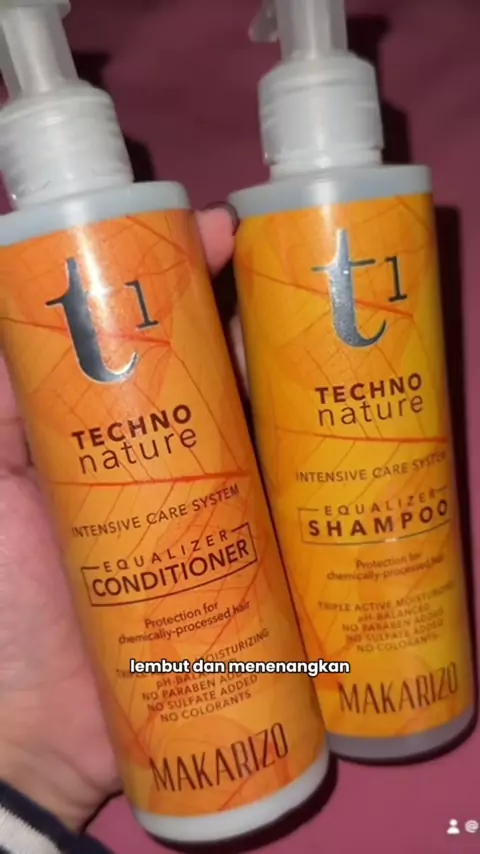 t1
TECHNO
nature
INTENSIVE CARE SYSTEM
EQUALIZER
CONDITIONER
Protection for
chemically-processed hair
TRIPLE MOISTURIZING
pH-BALANCED
NO PARABEN ADDED
NO SULFATE ADDED
NO COLORANTS
MAKARIZO
t1
TECHNO
nature
INTENSIVE CARE SYSTEM
EQUALIZER
SHAMPOO
Protection for
chemically-processed hair
TRIPLE ACTIVE MOISTURIZING
pH-BALANCED
NO PARABEN ADDED
NO SULFATE ADDED
NO COLORANTS
MAKARIZO
lembut dan menenangkan
@